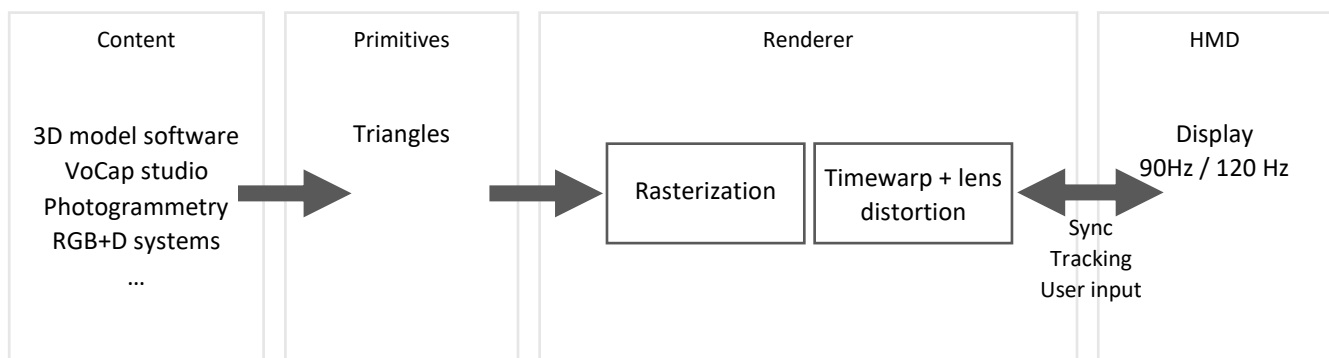 Content
3D model software
VoCap studio
Photogrammetry
RGB+D systems
...
Primitives
Triangles
Renderer
Rasterization
Timewarp + lens
distortion
Sync
Tracking
User input
HMD
Display
90Hz / 120 Hz